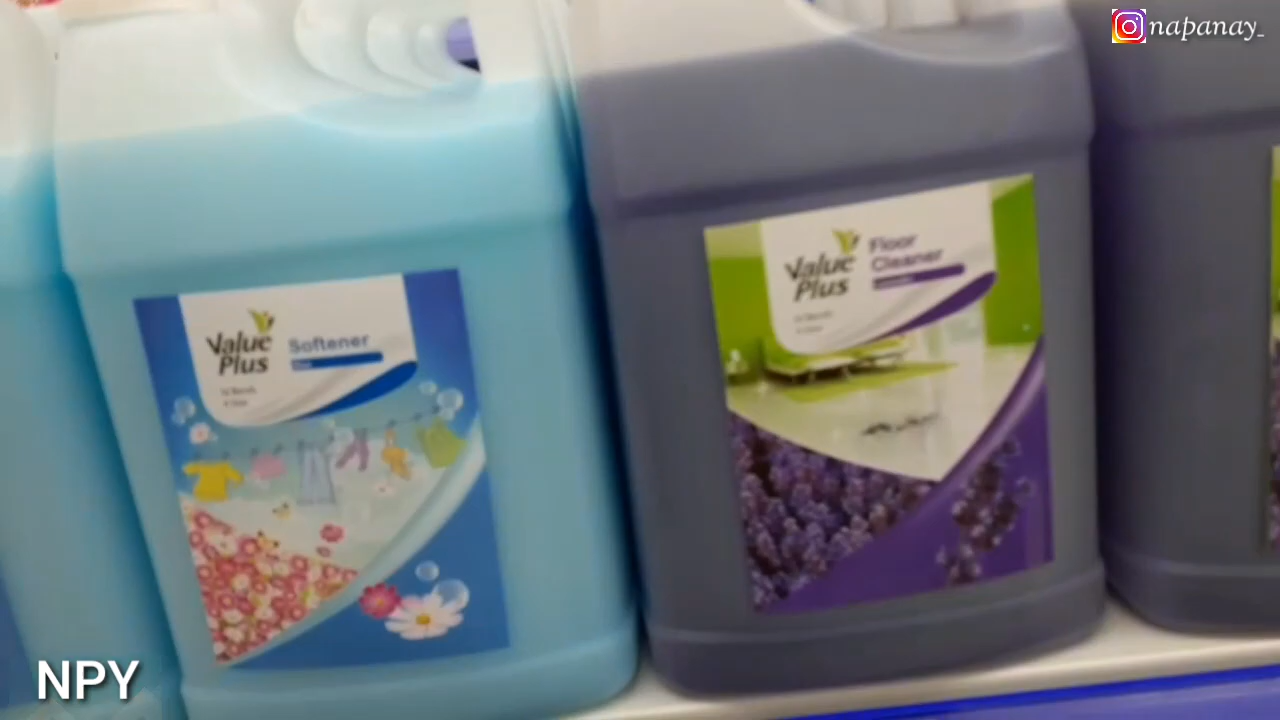 napanay_
Value
Plus
Softener
Value
Plus
Floor
Cleaner
NPY